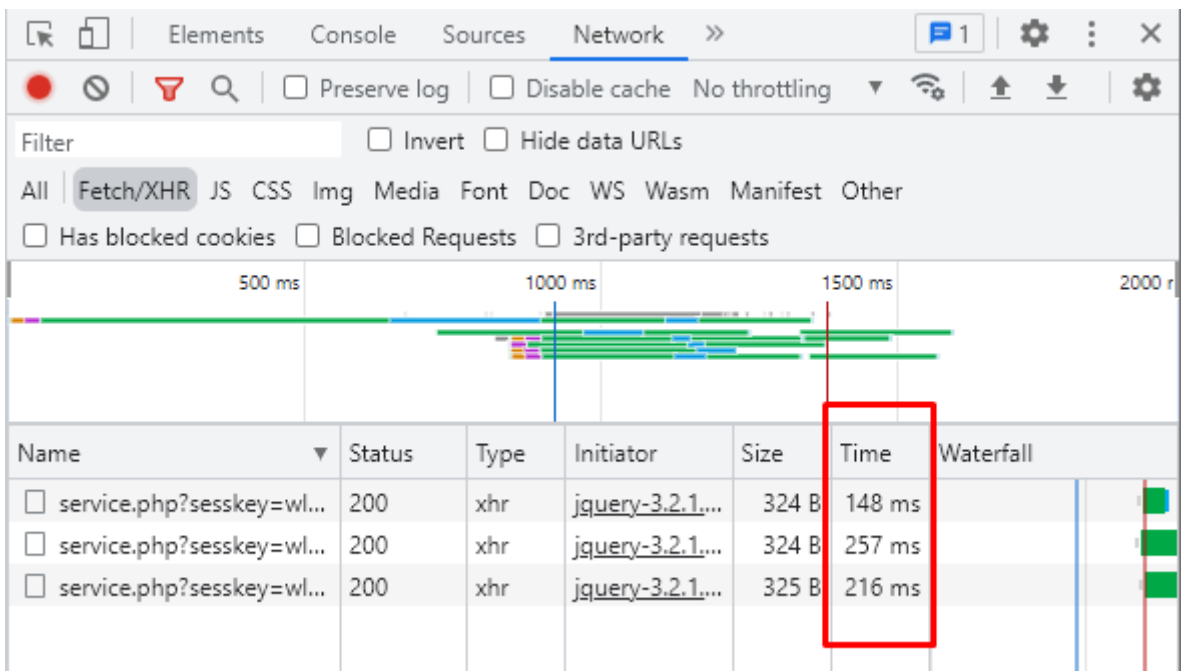 Elements Console Sources Network » 1
Preserve log Disable cache No throttling
Filter Invert Hide data URLs
All Fetch/XHR JS CSS Img Media Font Doc WS Wasm Manifest Other
Has blocked cookies Blocked Requests 3rd-party requests
500 ms 1000 ms 1500 ms 2000 r
Name Status Type Initiator Size Time Waterfall
service.php?sesskey=wl... 200 xhr jquery-3.2.1.... 324 B 148 ms
service.php?sesskey=wl... 200 xhr jquery-3.2.1.... 324 B 257 ms
service.php?sesskey=wl... 200 xhr jquery-3.2.1.... 325 B 216 ms